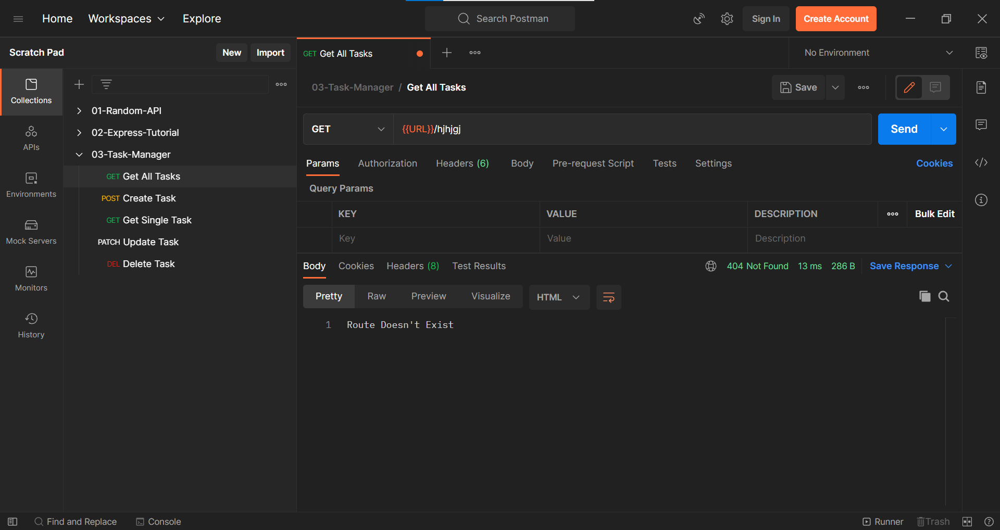 Home Workspaces Explore Search Postman Sign In Create Account
Scratch Pad New Import GET Get All Tasks No Environment
Collections
APIs
Environments
Mock Servers
Monitors
History
01-Random-API
02-Express-Tutorial
03-Task-Manager
GET Get All Tasks
POST Create Task
GET Get Single Task
PATCH Update Task
DEL Delete Task
03-Task-Manager / Get All Tasks Save
GET {{URL}}/hjhjgj Send
Params Authorization Headers (6) Body Pre-request Script Tests Settings Cookies
Query Params
KEY VALUE DESCRIPTION Bulk Edit
Key Value Description
Body Cookies Headers (8) Test Results 404 Not Found 13 ms 286 B Save Response
Pretty Raw Preview Visualize HTML
1 Route Doesn't Exist
Find and Replace Console Runner Trash